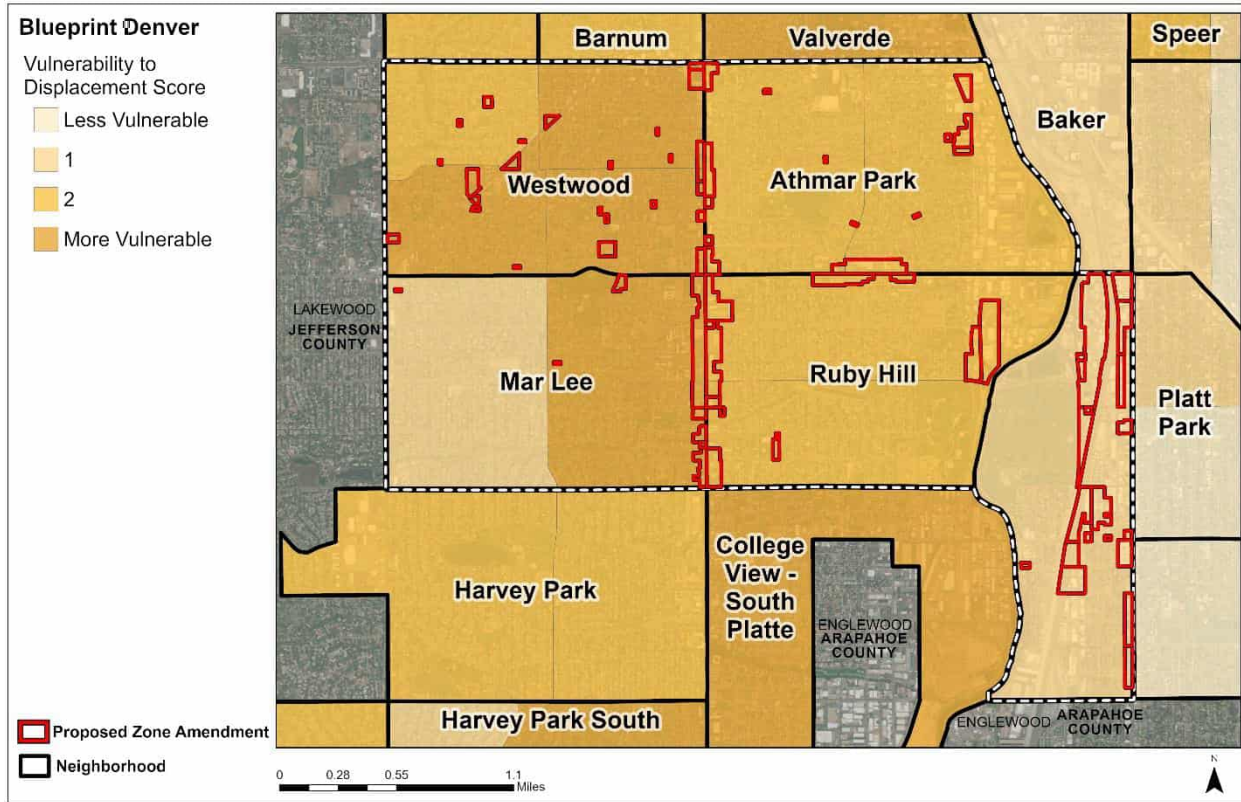 Blueprint Denver
Vulnerability to
Displacement Score
Less Vulnerable
1
2
More Vulnerable
Barnum
Valverde
Speer
Baker
Westwood
Athmar Park
LAKEWOOD
JEFFERSON
COUNTY
Mar Lee
Ruby Hill
Platt
Park
Harvey Park
College
View -
South
Platte
ENGLEWOOD
ARAPAHOE
COUNTY
Harvey Park South
ENGLEWOOD
ARAPAHOE
COUNTY
Proposed Zone Amendment
Neighborhood
0 0.28 0.55 1.1
Miles
N